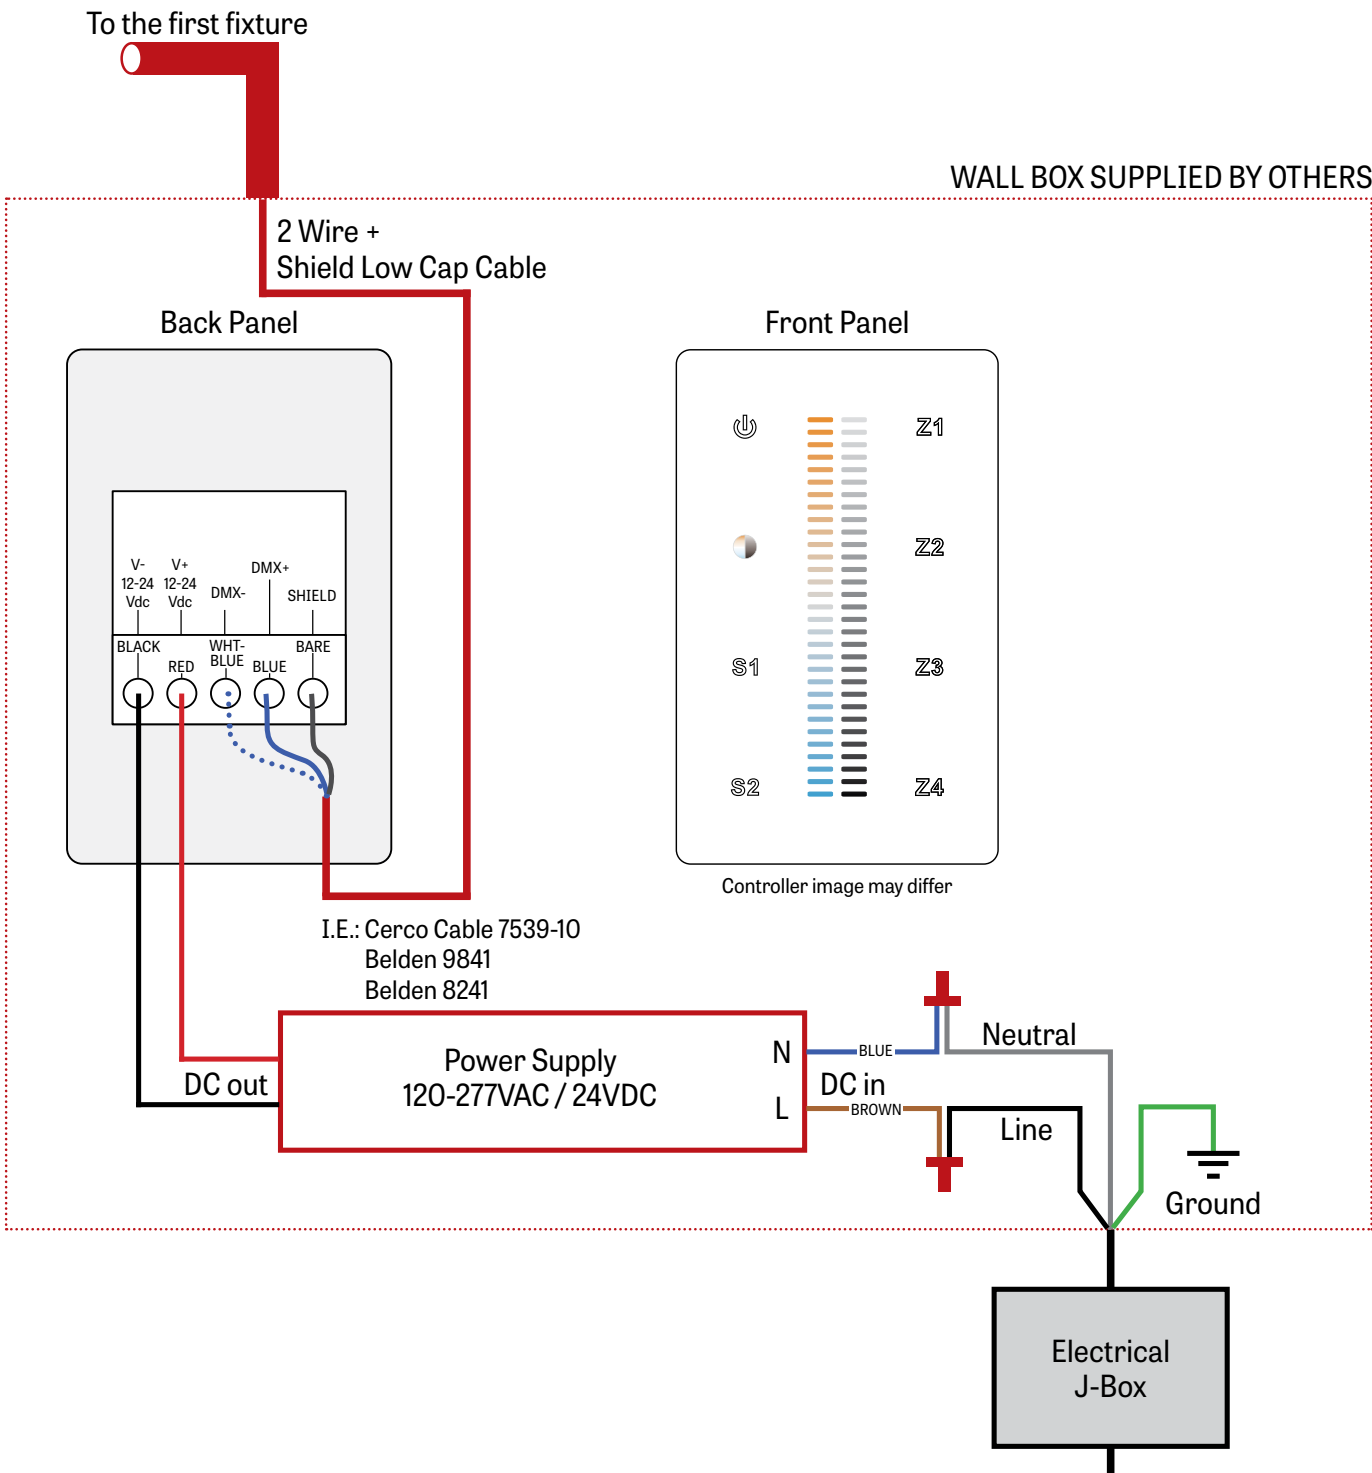 To the first fixture
WALL BOX SUPPLIED BY OTHERS
2 Wire +
Shield Low Cap Cable
Back Panel
V-
12-24
Vdc
V+
12-24
Vdc
DMX-
DMX+
SHIELD
BLACK
RED
WHT-
BLUE
BLUE
BARE
Front Panel
Z1
Z2
S1
Z3
S2
Z4
Controller image may differ
I.E.: Cerco Cable 7539-10
Belden 9841
Belden 8241
Power Supply
120-277VAC / 24VDC
DC out
N
L
DC in
BLUE
BROWN
Neutral
Line
Ground
Electrical
J-Box